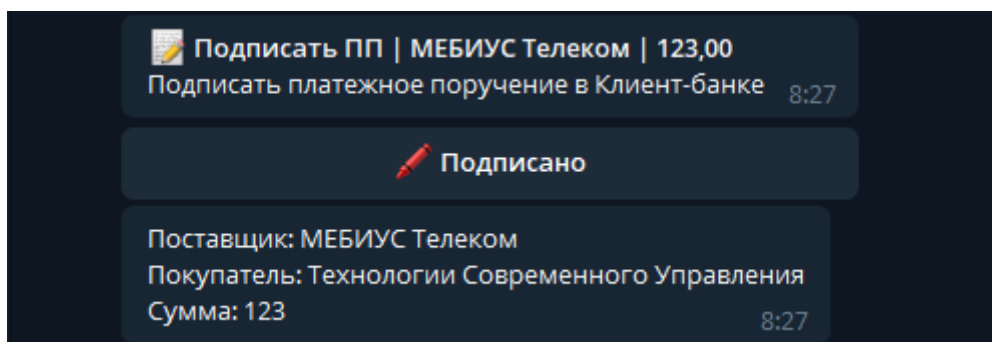 📝 Подписать ПП | МЕБИУС Телеком | 123,00
Подписать платежное поручение в Клиент-банке 8:27
🖍 Подписано
Поставщик: МЕБИУС Телеком
Покупатель: Технологии Современного Управления
Сумма: 123 8:27